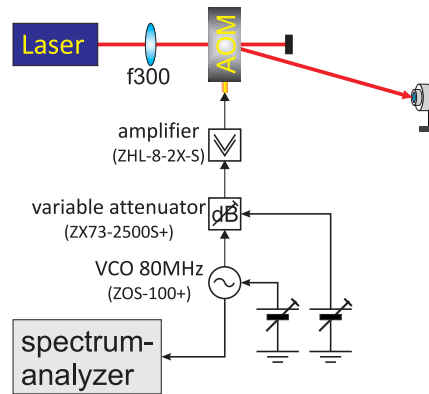 Laser
AOM
f300
amplifier
(ZHL-8-2X-S)
variable attenuator
(ZX73-2500S+)
dB
VCO 80MHz
(ZOS-100+)
spectrum-
analyzer